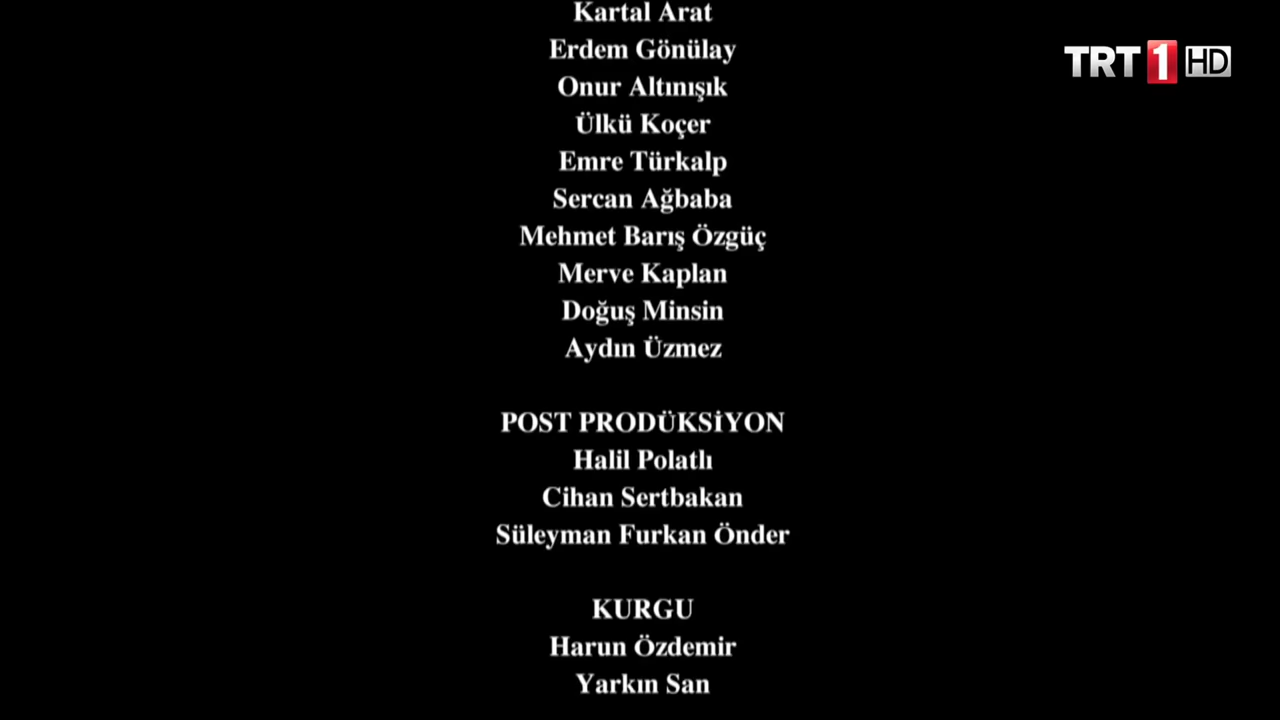 Kartal Arat
TRT 1 HD
Erdem Gönülay
Onur Altınışık
Ülkü Koçer
Emre Türkalp
Sercan Ağbaba
Mehmet Barış Özgüç
Merve Kaplan
Doğuş Minsin
Aydın Üzmez
POST PRODÜKSİYON
Halil Polatlı
Cihan Sertbakan
Süleyman Furkan Önder
KURGU
Harun Özdemir
Yarkın San